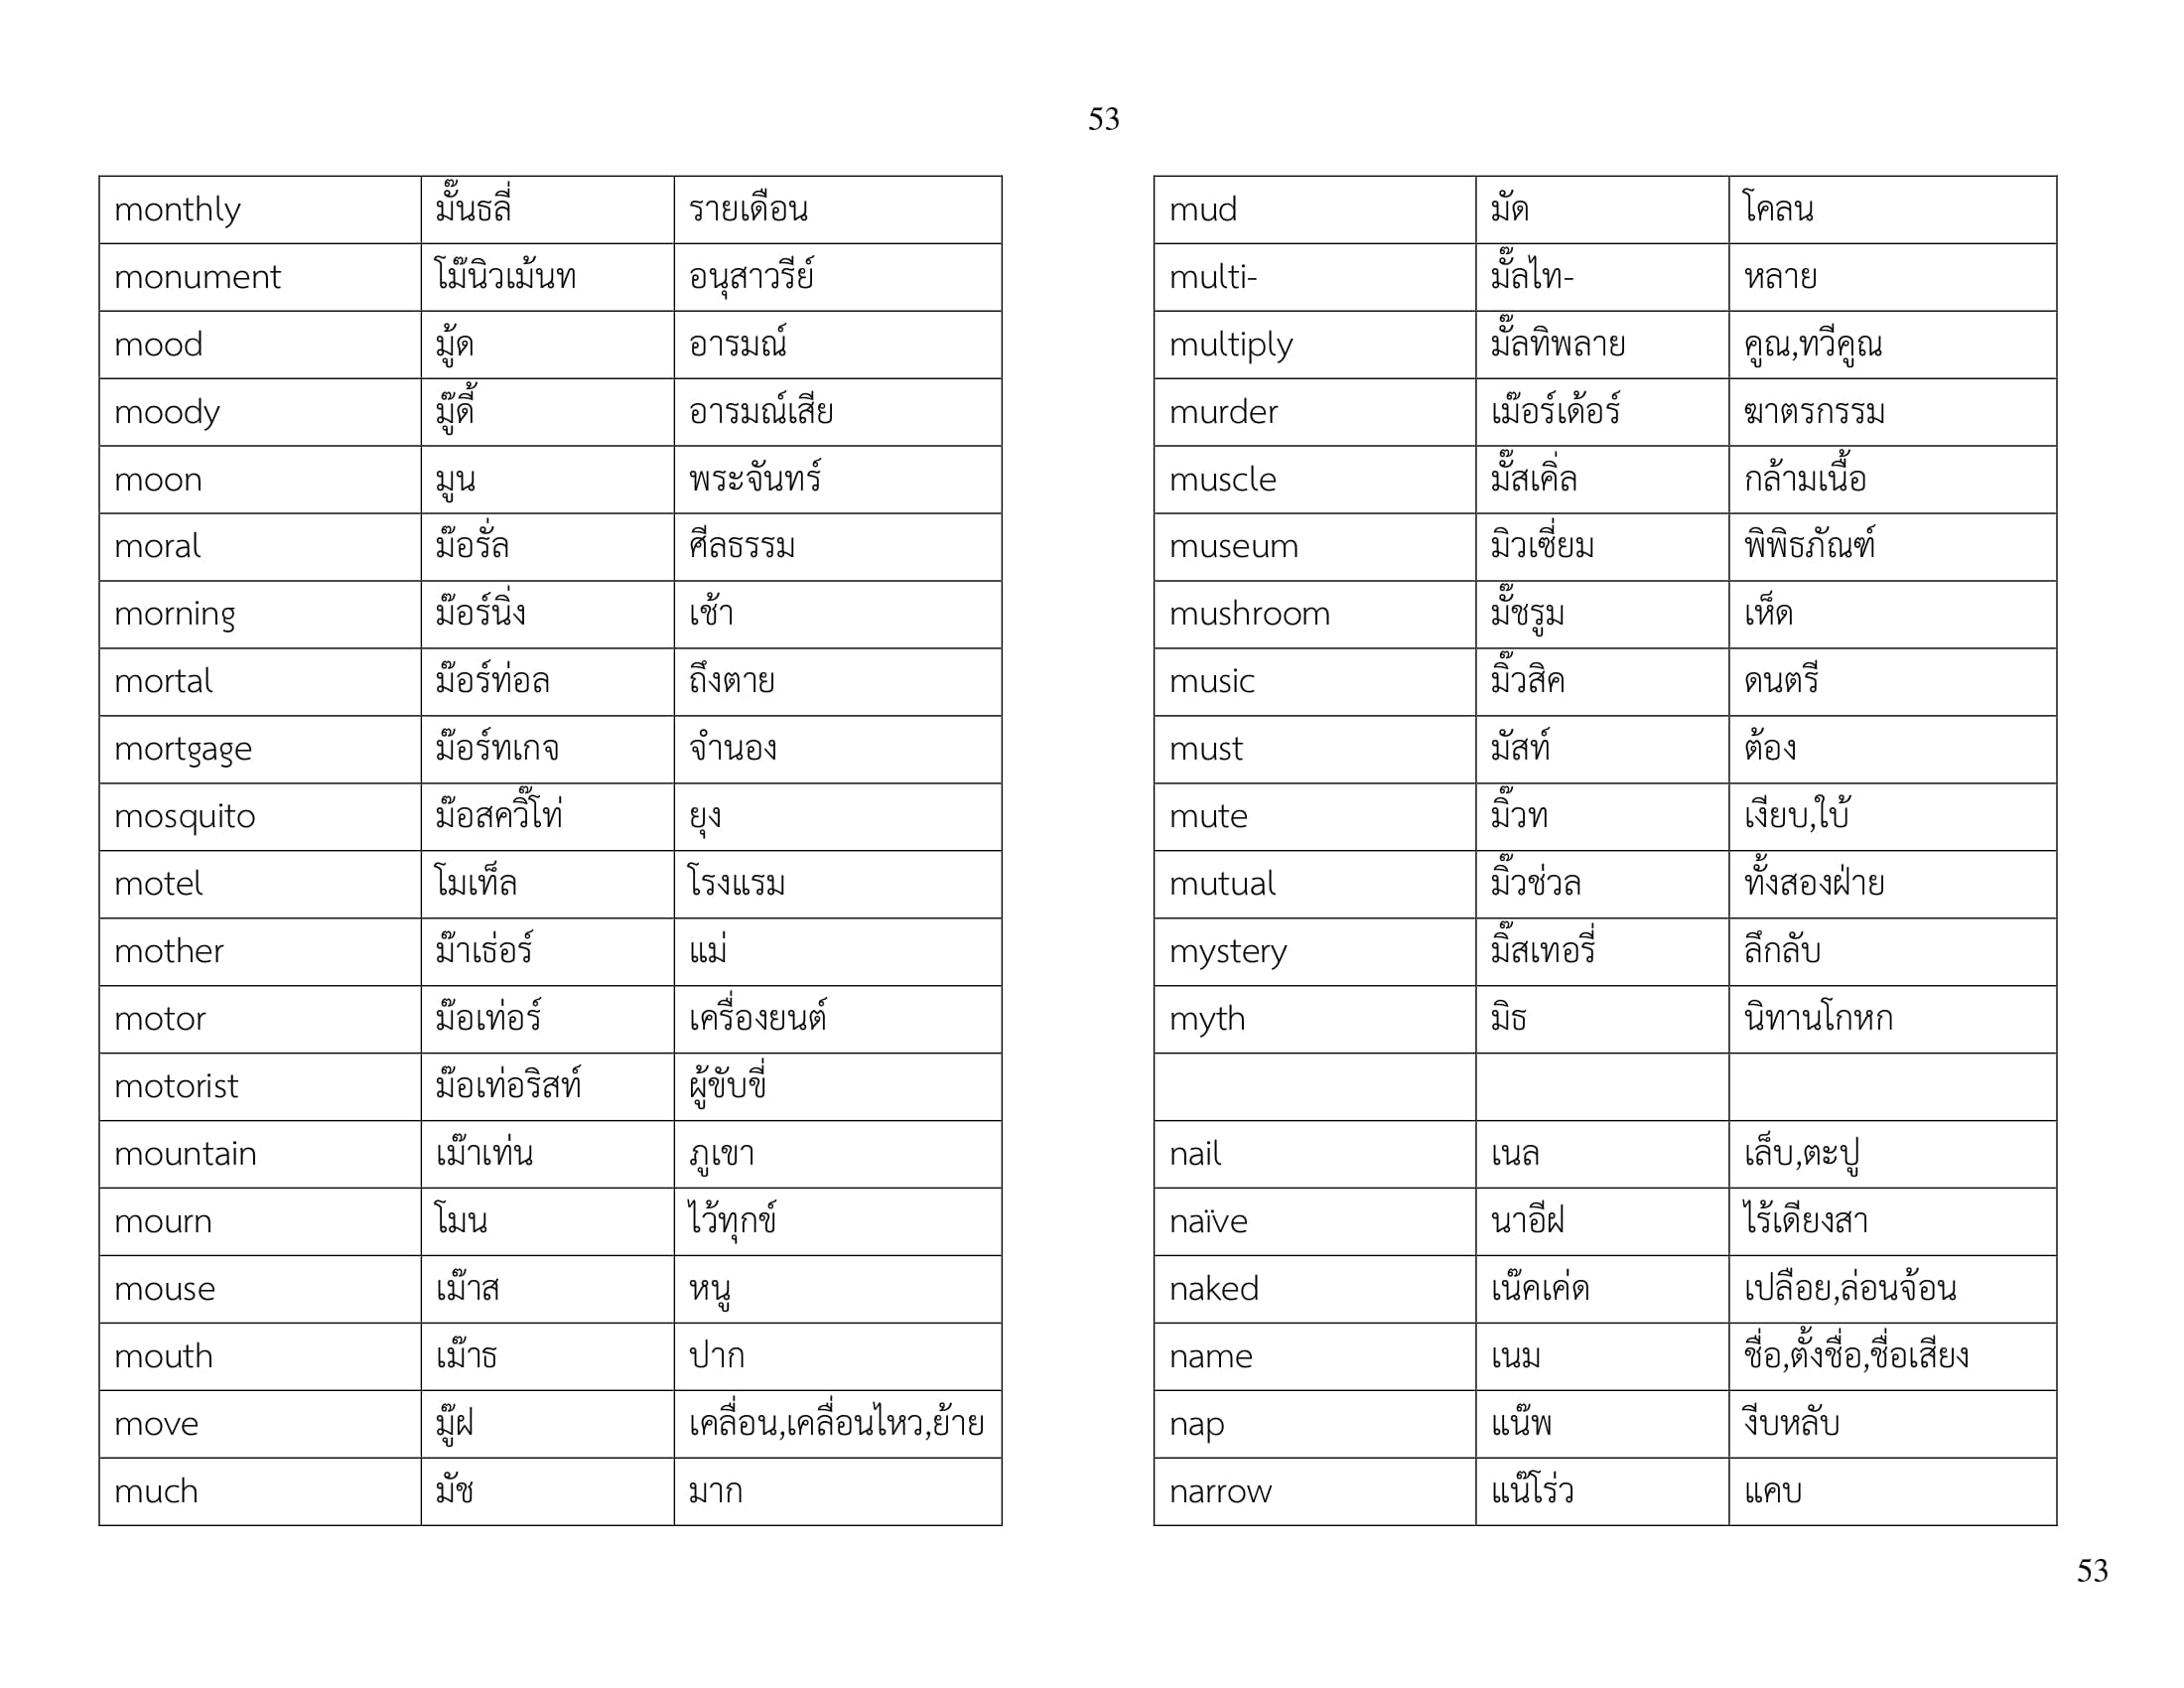 53
monthly มั๊นธลี่ รายเดือน
monument โม๊นิวเม้นท อนุสาวรีย์
mood มู้ด อารมณ์
moody มู๊ดี้ อารมณ์เสีย
moon มูน พระจันทร์
moral ม๊อรั่ล ศีลธรรม
morning ม๊อร์นิ่ง เช้า
mortal ม๊อร์ท่อล ถึงตาย
mortgage ม๊อร์ทเกจ จำนอง
mosquito ม๊อสควิ๊โท่ ยุง
motel โมเท็ล โรงแรม
mother ม๊าเธ่อร์ แม่
motor ม๊อเท่อร์ เครื่องยนต์
motorist ม๊อเท่อริสท์ ผู้ขับขี่
mountain เม๊าเท่น ภูเขา
mourn โมน ไว้ทุกข์
mouse เม๊าส หนู
mouth เม๊าธ ปาก
move มู๊ฝ เคลื่อน,เคลื่อนไหว,ย้าย
much มัช มาก
mud มัด โคลน
multi- มั๊ลไท- หลาย
multiply มั๊ลทิพลาย คูณ,ทวีคูณ
murder เม๊อร์เด้อร์ ฆาตรกรรม
muscle มั๊สเคิ่ล กล้ามเนื้อ
museum มิวเซี่ยม พิพิธภัณฑ์
mushroom มั๊ชรูม เห็ด
music มิ๊วสิค ดนตรี
must มัสท์ ต้อง
mute มิ๊วท เงียบ,ใบ้
mutual มิ๊วช่วล ทั้งสองฝ่าย
mystery มิ๊สเทอรี่ ลึกลับ
myth มิธ นิทานโกหก
nail เนล เล็บ,ตะปู
naïve นาอีฝ ไร้เดียงสา
naked เน๊คเค่ด เปลือย,ล่อนจ้อน
name เนม ชื่อ,ตั้งชื่อ,ชื่อเสียง
nap แน๊พ งีบหลับ
narrow แน๊โร่ว แคบ
53